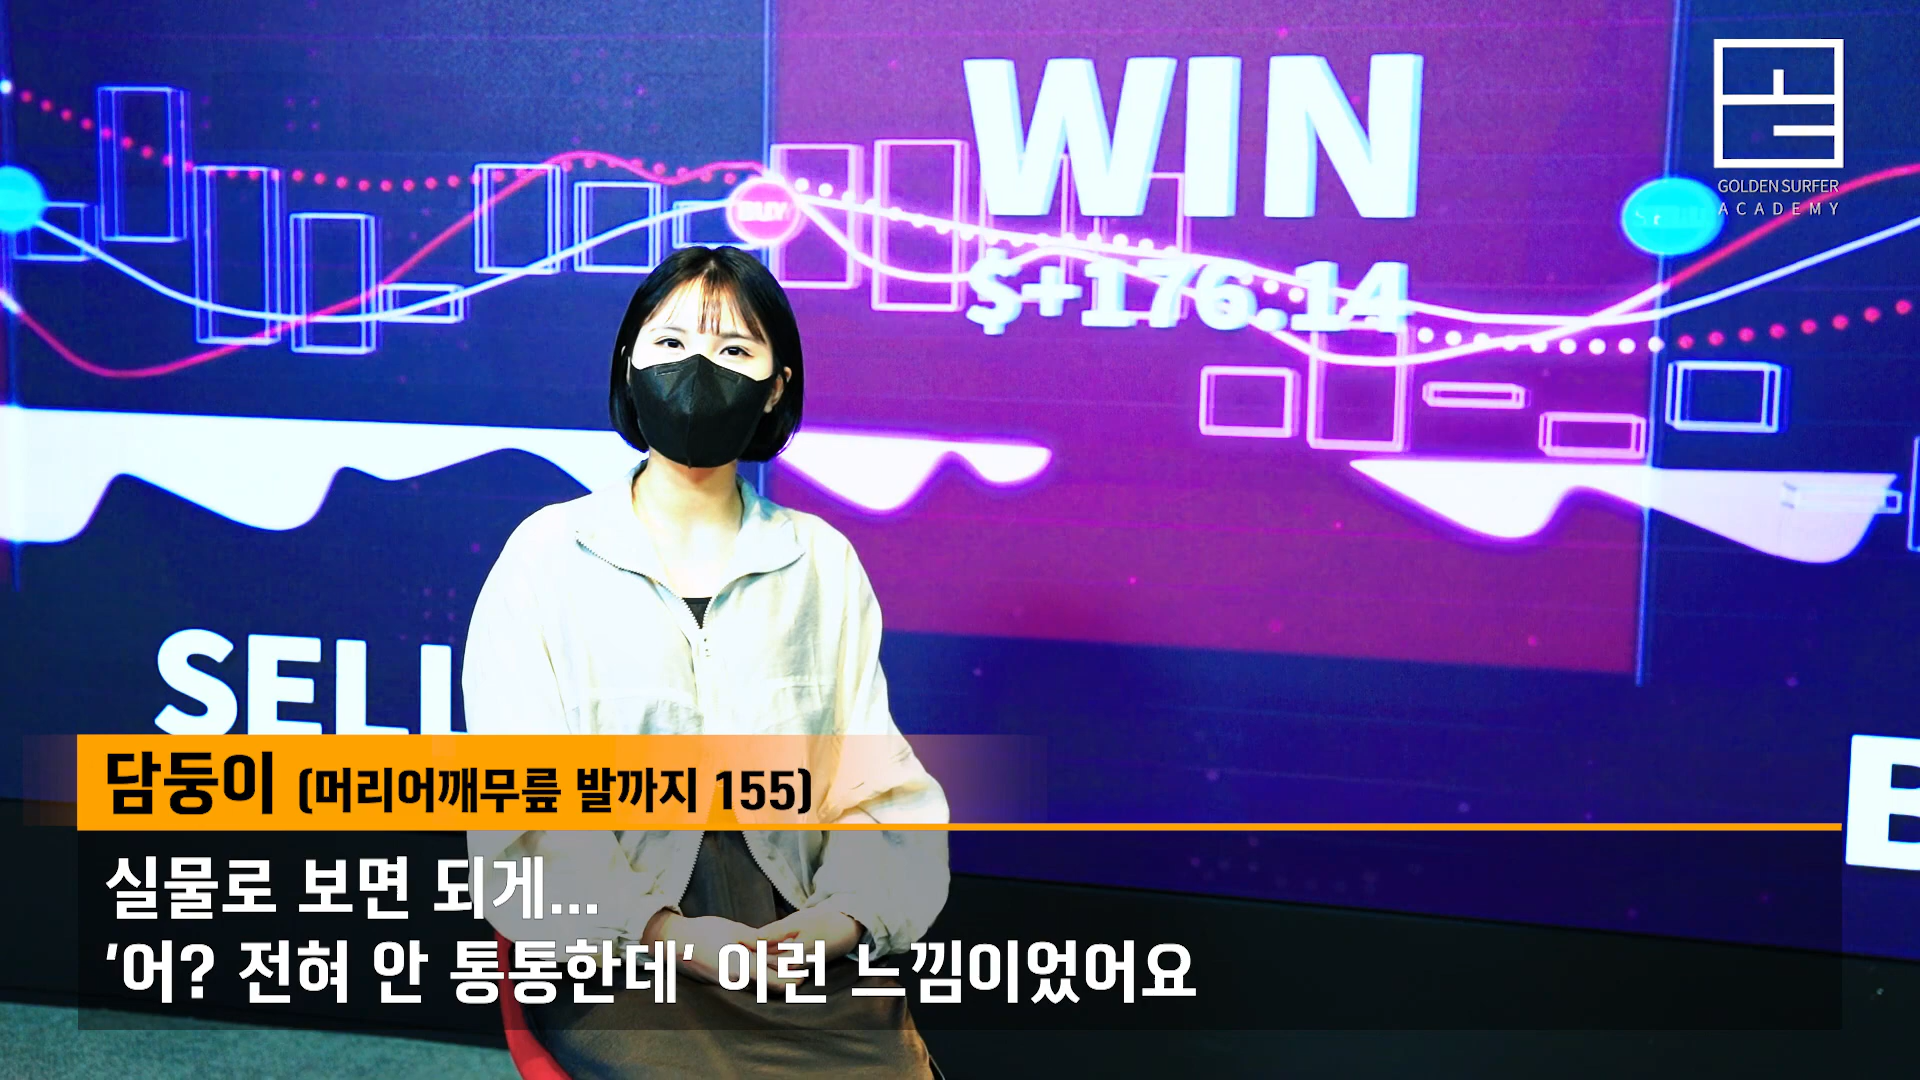 WIN
$+176.14
BUY
GOLDEN SURFER
ACADEMY
SELL
B
담둥이 (머리어깨무릎 발까지 155)
실물로 보면 되게...
‘어? 전혀 안 통통한데’ 이런 느낌이었어요